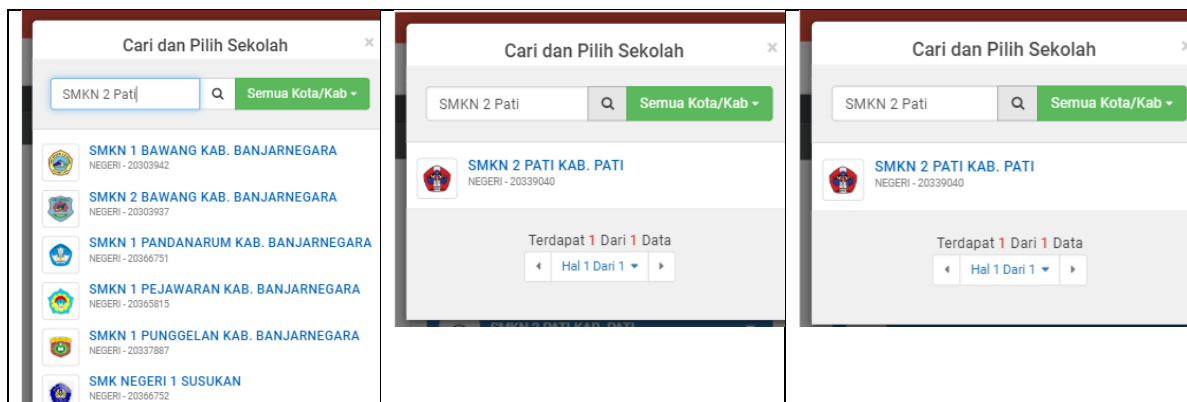 Cari dan Pilih Sekolah ×
SMKN 2 Pati Semua Kota/Kab
SMKN 1 BAWANG KAB. BANJARNEGARA
NEGERI - 20303942
SMKN 2 BAWANG KAB. BANJARNEGARA
NEGERI - 20303937
SMKN 1 PANDANARUM KAB. BANJARNEGARA
NEGERI - 20366751
SMKN 1 PEJAWARAN KAB. BANJARNEGARA
NEGERI - 20365815
SMKN 1 PUNGGELAN KAB. BANJARNEGARA
NEGERI - 20337887
SMK NEGERI 1 SUSUKAN
NEGERI - 20366752
Cari dan Pilih Sekolah ×
SMKN 2 Pati Semua Kota/Kab
SMKN 2 PATI KAB. PATI
NEGERI - 20339040
Terdapat 1 Dari 1 Data
Hal 1 Dari 1
SMKN 2 PATI KAB. PATI
Cari dan Pilih Sekolah ×
SMKN 2 Pati Semua Kota/Kab
SMKN 2 PATI KAB. PATI
NEGERI - 20339040
Terdapat 1 Dari 1 Data
Hal 1 Dari 1